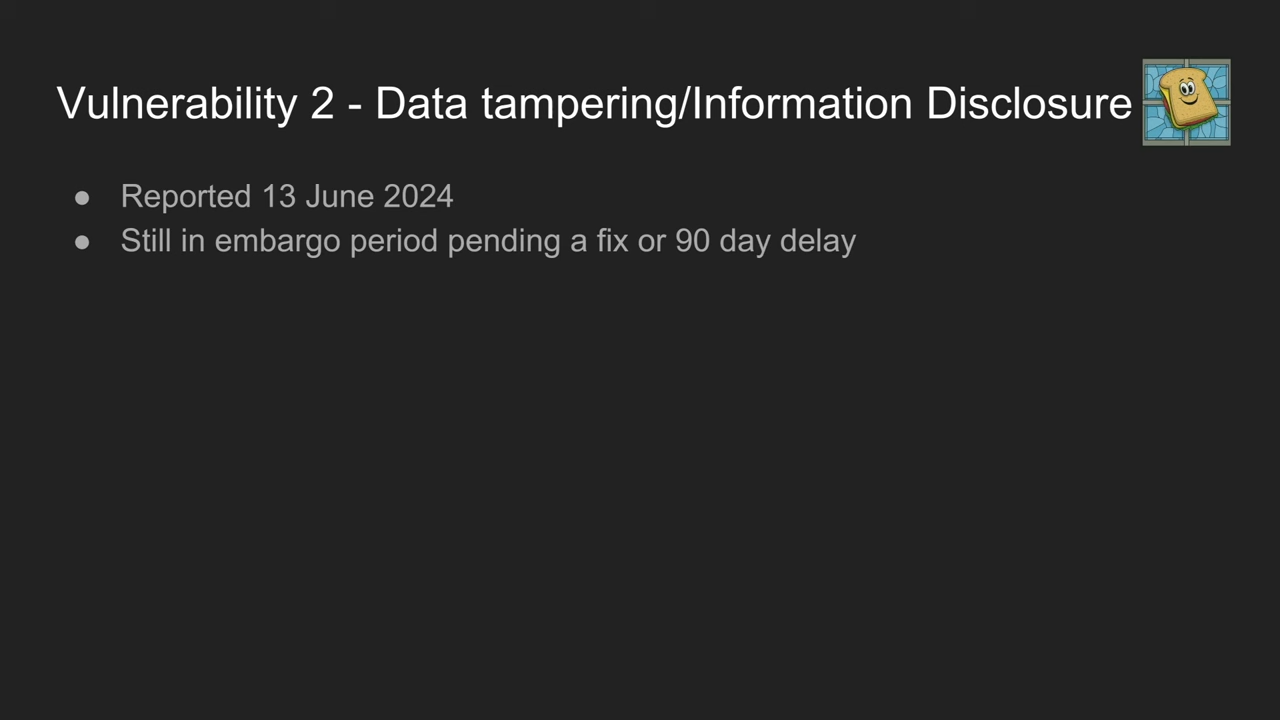 Vulnerability 2 - Data tampering/Information Disclosure
● Reported 13 June 2024
● Still in embargo period pending a fix or 90 day delay